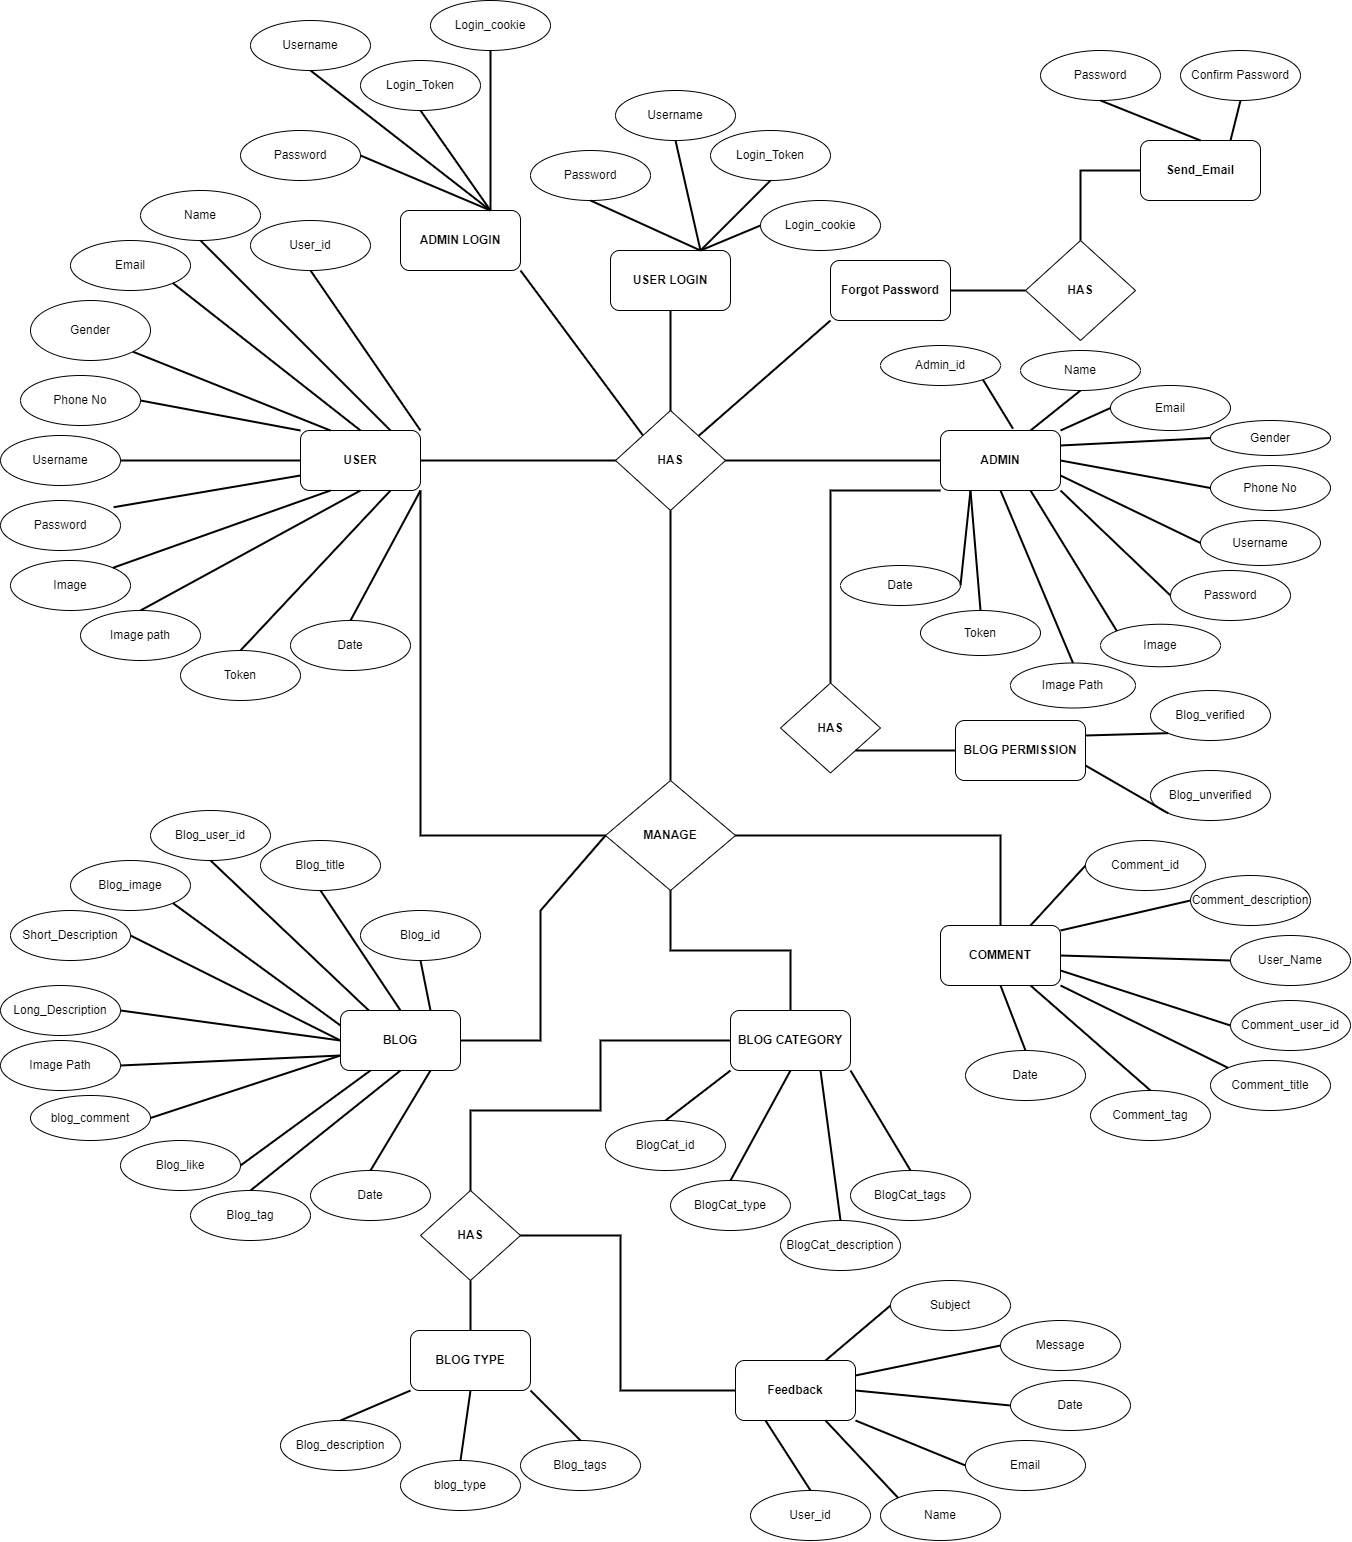 Login_cookie
Username
Login_Token
Password
Confirm Password
Username
Password
Login_Token
Password
Send_Email
Password
Name
User_id
Login_cookie
ADMIN LOGIN
Email
USER LOGIN
Forgot Password
HAS
Gender
Admin_id
Name
Phone No
Email
Gender
Username
USER
HAS
ADMIN
Phone No
Password
Username
Image
Date
Password
Image path
Token
Date
Token
Image
Image Path
HAS
BLOG PERMISSION
Blog_verified
Blog_unverified
MANAGE
Blog_user_id
Blog_title
Comment_id
Blog_image
Comment_description
Short_Description
Blog_id
COMMENT
User_Name
Long_Description
Comment_user_id
BLOG
BLOG CATEGORY
Image Path
Date
Comment_title
blog_comment
Comment_tag
BlogCat_id
Blog_like
Date
BlogCat_tags
Blog_tag
BlogCat_type
HAS
BlogCat_description
Subject
Message
BLOG TYPE
Feedback
Date
Blog_description
Blog_tags
Email
blog_type
User_id
Name